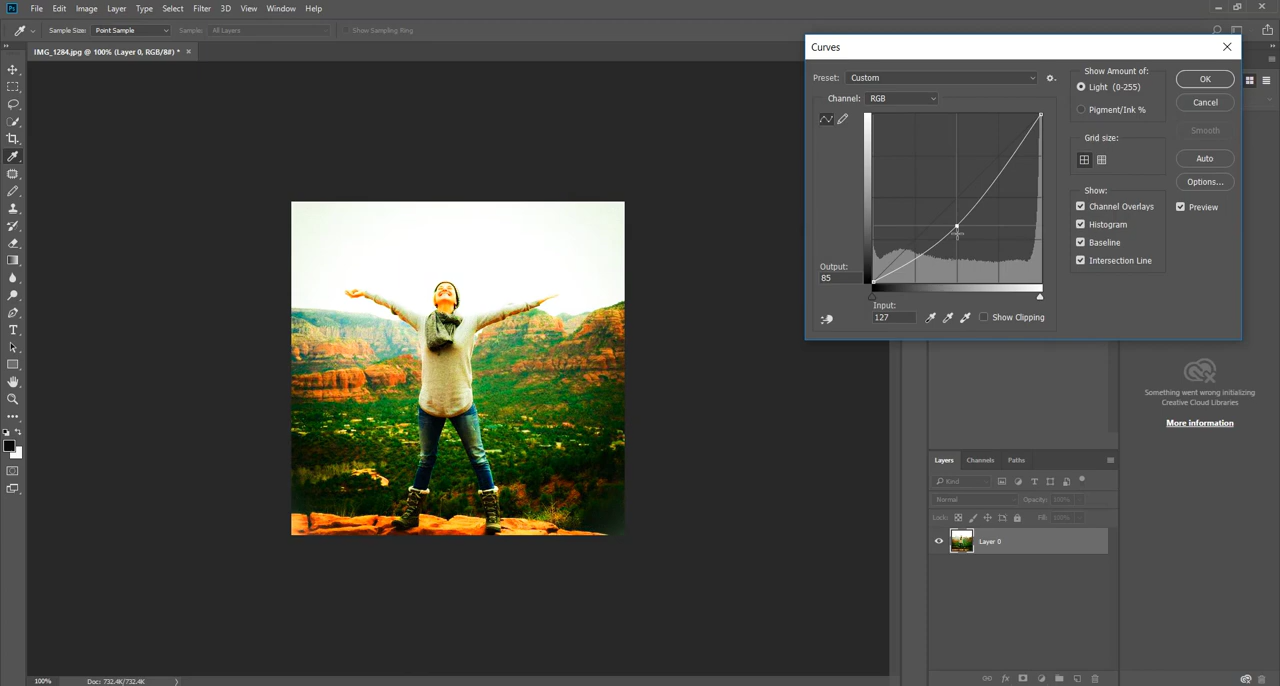 Ps File Edit Image Layer Type Select Filter 3D View Window Help
Sample Size: Point Sample Sample: All Layers Show Sampling Ring
IMG_1284.jpg @ 100% (Layer 0, RGB/8#) * ×
Curves
Preset: Custom
Channel: RGB
Output:
85
Input:
127
Show Clipping
Show Amount of:
Light (0-255)
Pigment/Ink %
Grid size:
Show:
Channel Overlays
Histogram
Baseline
Intersection Line
OK
Cancel
Smooth
Auto
Options...
Preview
Something went wrong initializing
Creative Cloud Libraries
More information
Layers Channels Paths
Kind
Normal Opacity: 100%
Lock: Fill: 100%
Layer 0
100% Doc: 732.4K/732.4K